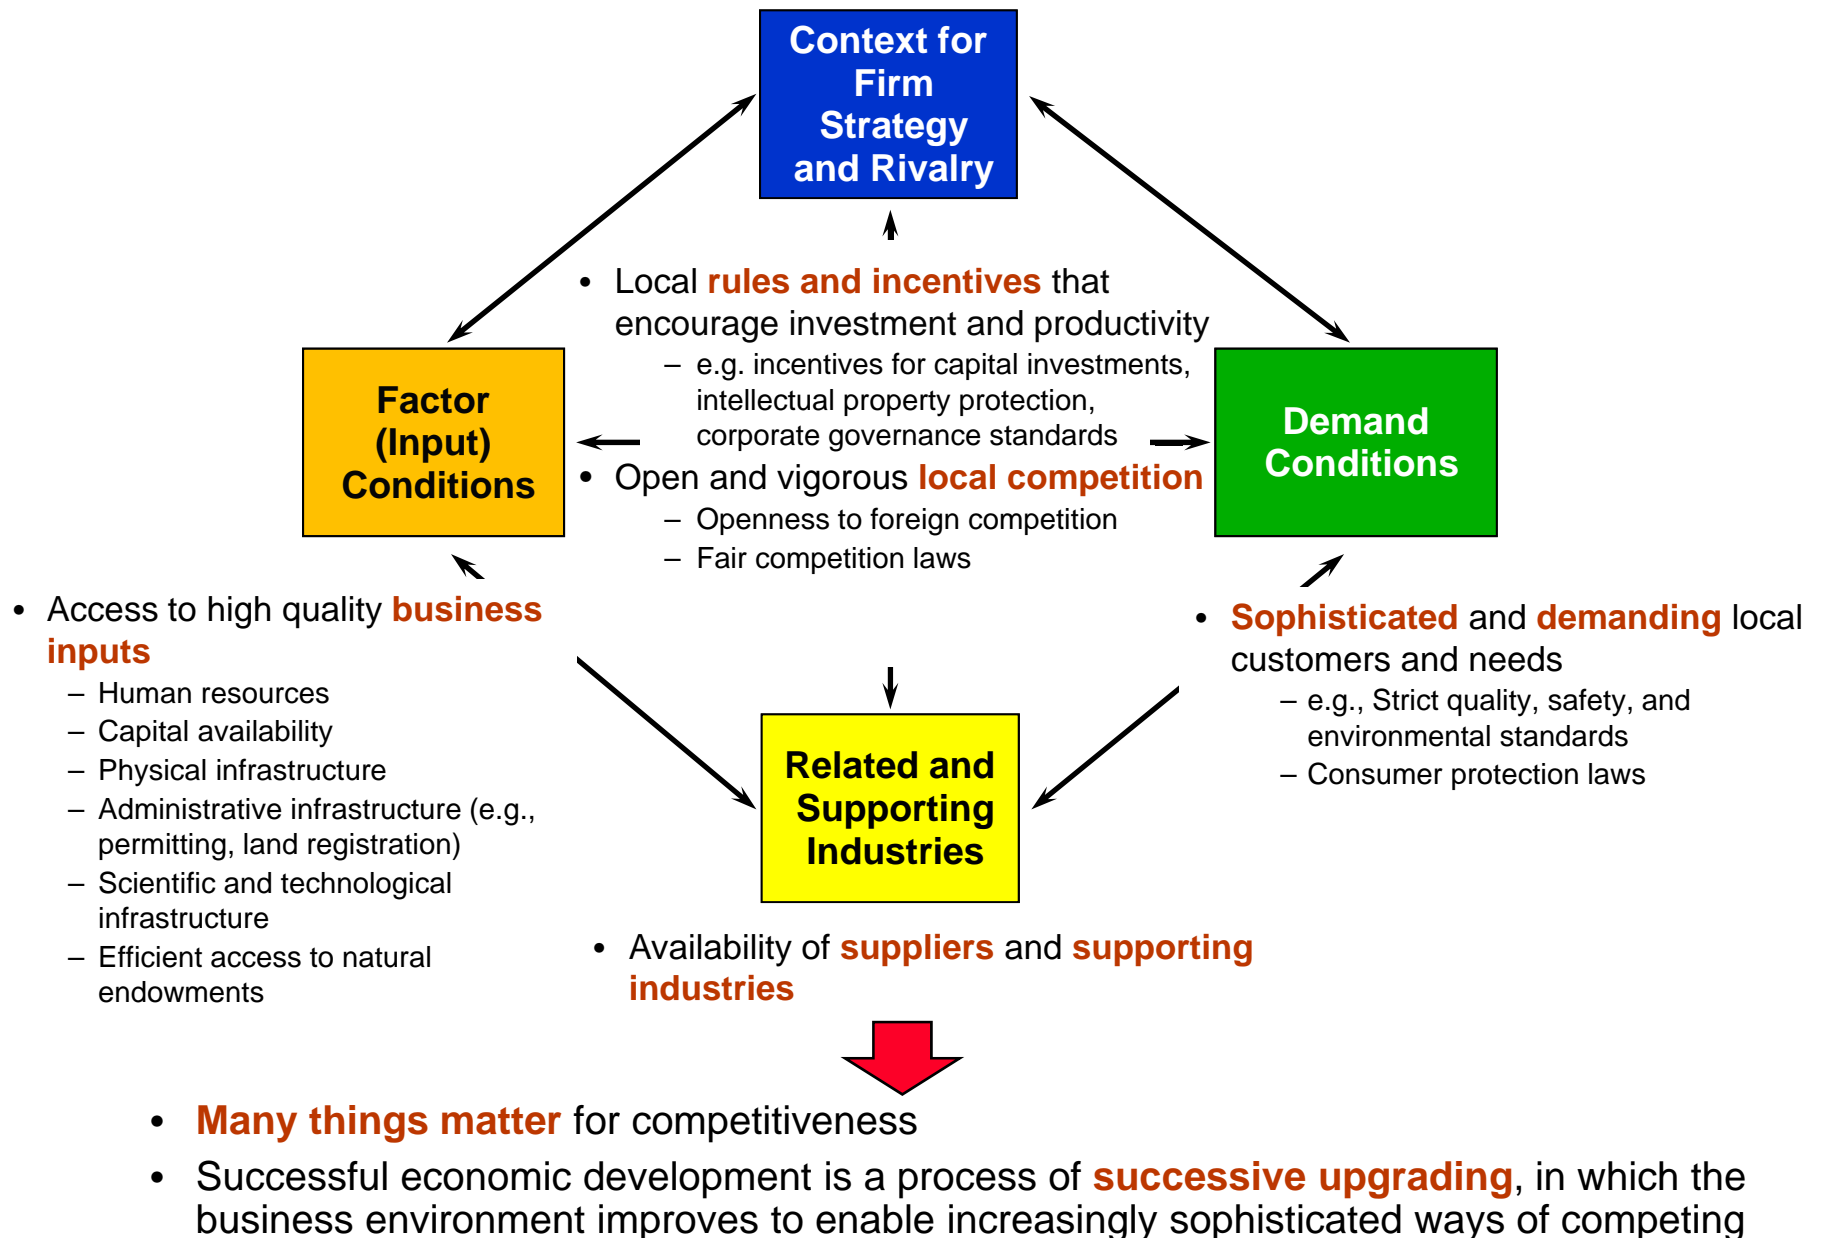 Context for
Firm
Strategy
and Rivalry
• Local rules and incentives that
encourage investment and productivity
– e.g. incentives for capital investments,
intellectual property protection,
corporate governance standards
• Open and vigorous local competition
– Openness to foreign competition
– Fair competition laws
Factor
(Input)
Conditions
Demand
Conditions
• Access to high quality business
inputs
– Human resources
– Capital availability
– Physical infrastructure
– Administrative infrastructure (e.g.,
permitting, land registration)
– Scientific and technological
infrastructure
– Efficient access to natural
endowments
• Sophisticated and demanding local
customers and needs
– e.g., Strict quality, safety, and
environmental standards
– Consumer protection laws
Related and
Supporting
Industries
• Availability of suppliers and supporting
industries
• Many things matter for competitiveness
• Successful economic development is a process of successive upgrading, in which the
business environment improves to enable increasingly sophisticated ways of competing